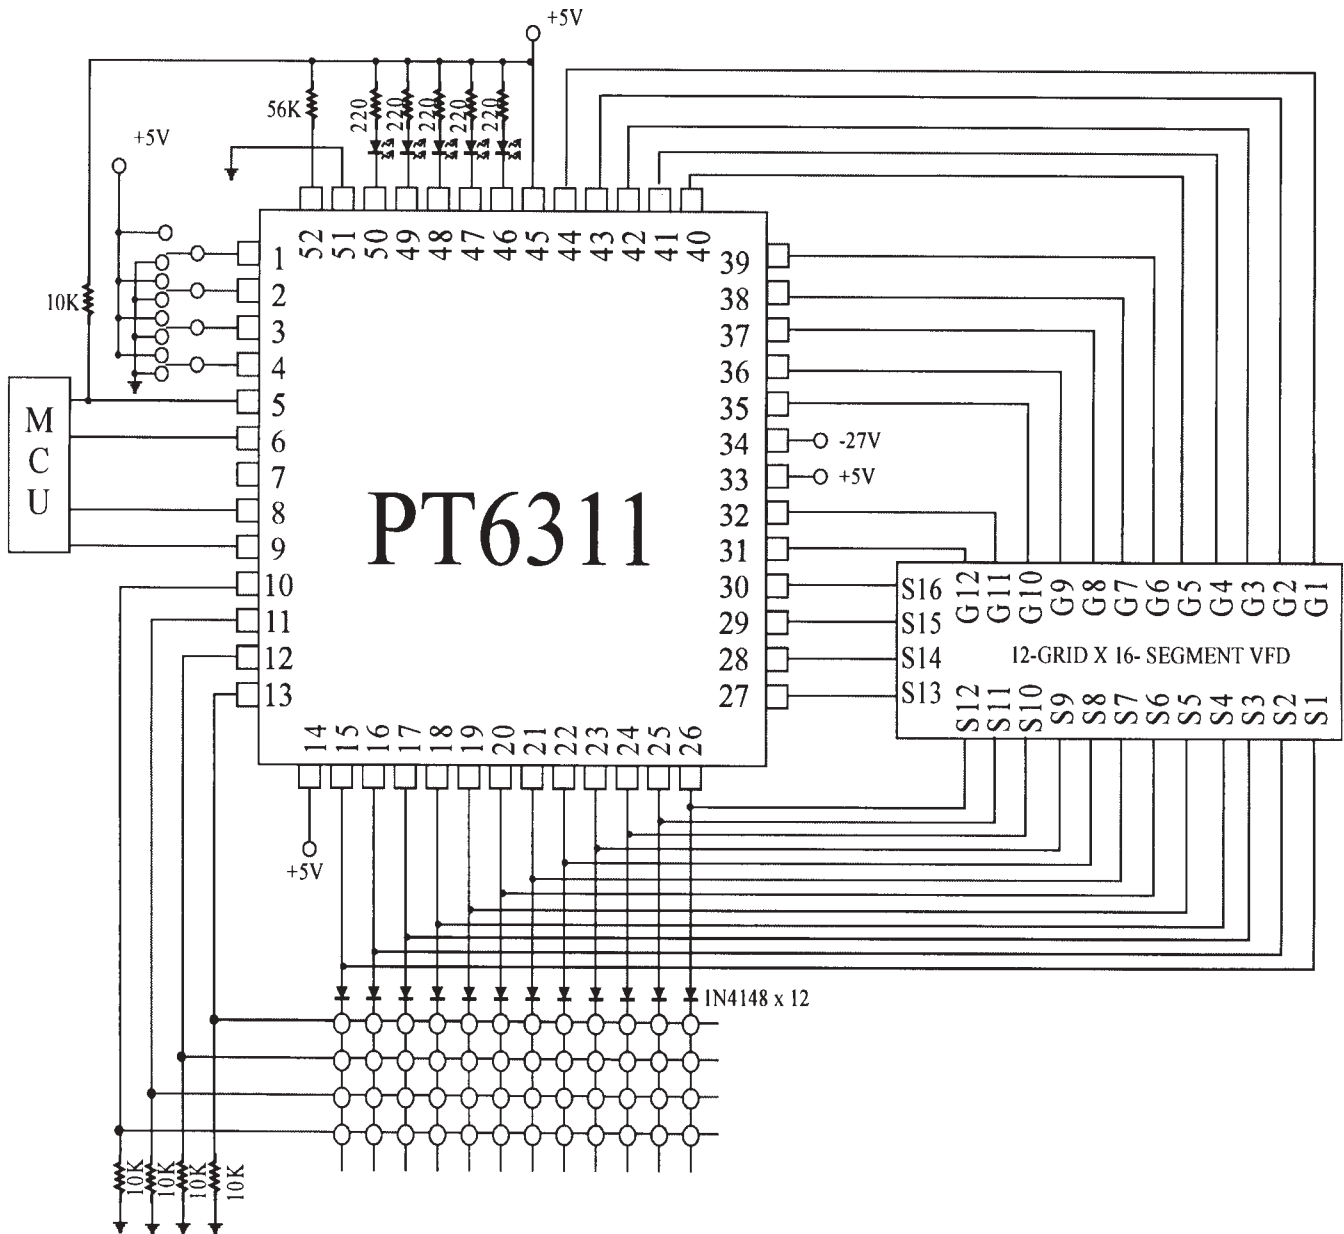 +5V
56K
220
220
220
220
220
+5V
10K
52
51
50
49
48
47
46
45
44
43
42
41
40
1
2
3
4
5
6
7
8
9
10
11
12
13
MCU
PT6311
39
38
37
36
35
34
33
32
31
30
29
28
27
-27V
+5V
14
15
16
17
18
19
20
21
22
23
24
25
26
+5V
G12
G11
G10
G9
G8
G7
G6
G5
G4
G3
G2
G1
S16
S15
S14
S13
12-GRID X 16- SEGMENT VFD
S12
S11
S10
S9
S8
S7
S6
S5
S4
S3
S2
S1
1N4148 x 12
10K
10K
10K
10K